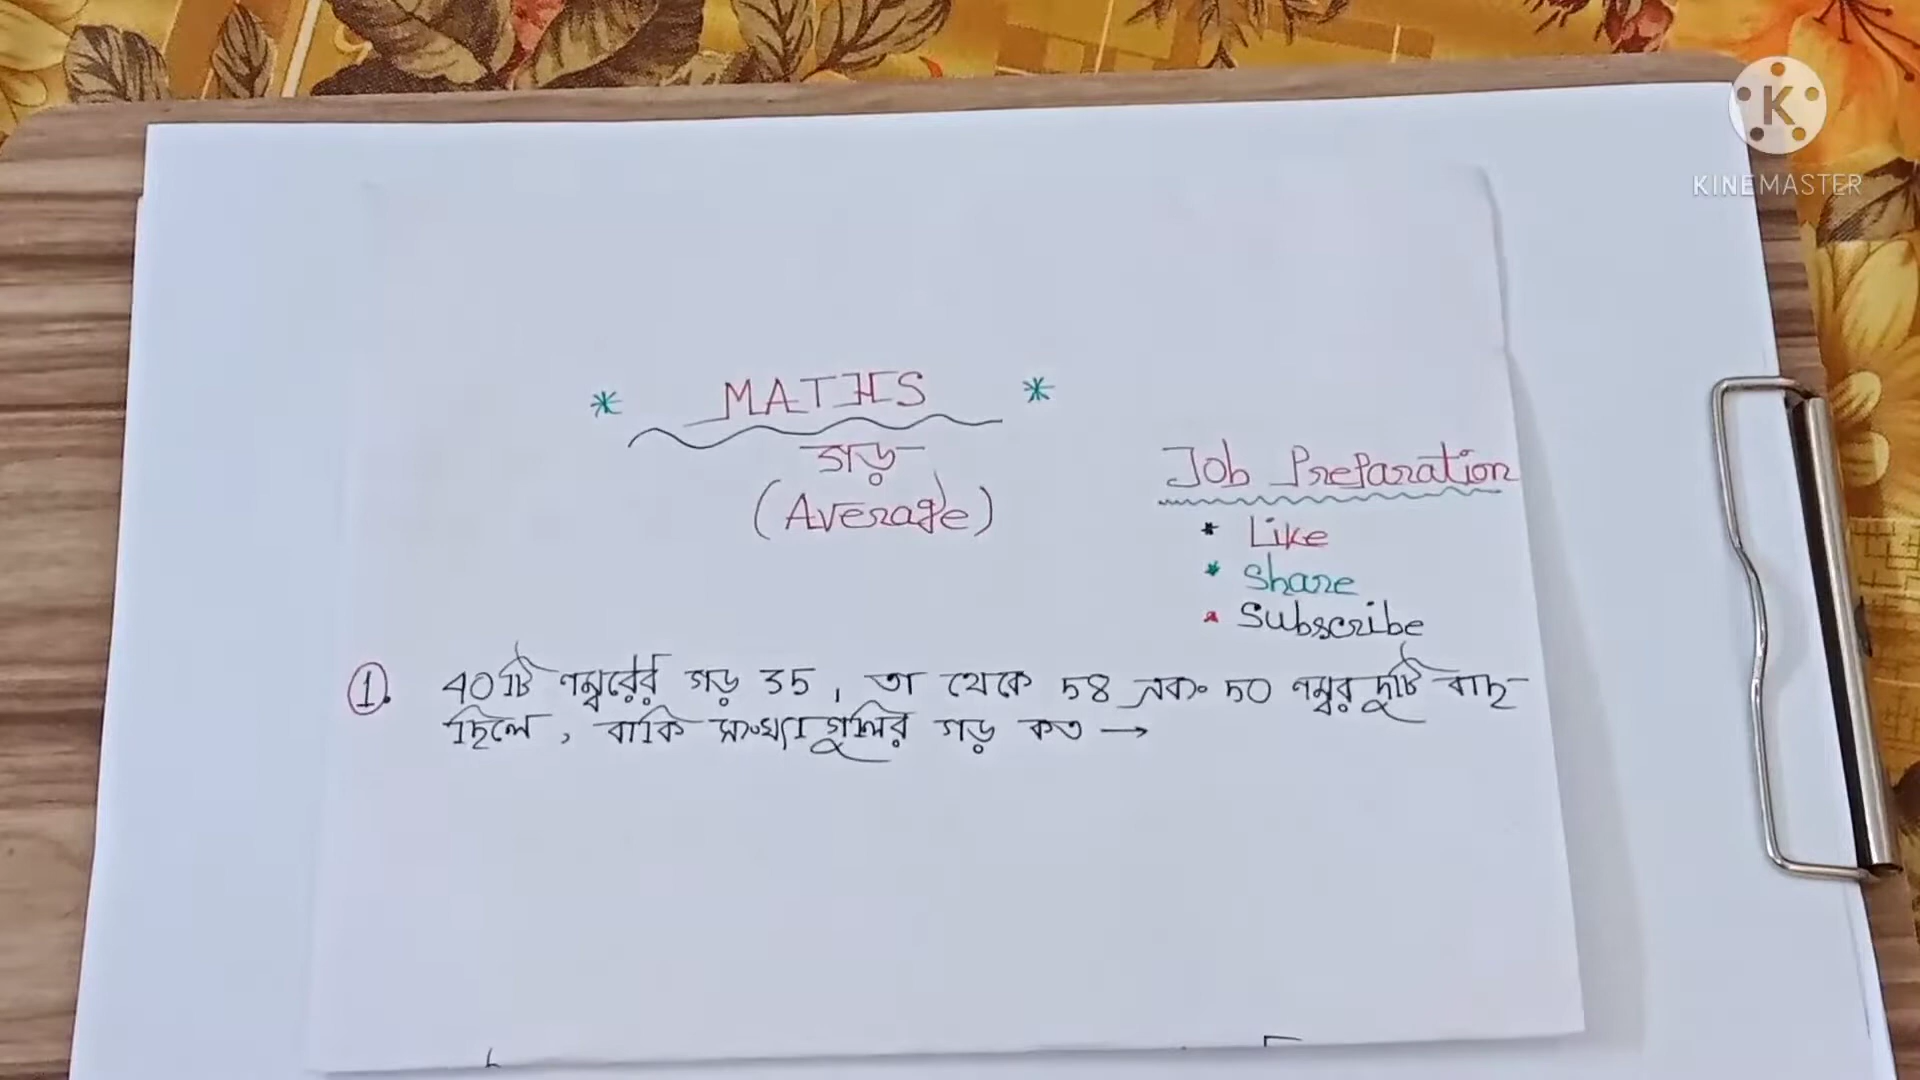 K
KINEMASTER
* MATHS *
গড়
(Average)
Job Preparation
* Like
* Share
* Subscribe
1. 40টি নম্বরের গড় 35, তা থেকে 54 এবং 50 নম্বর দুটি বাদ
দিলে, বাকি সংখ্যাগুলির গড় কত →